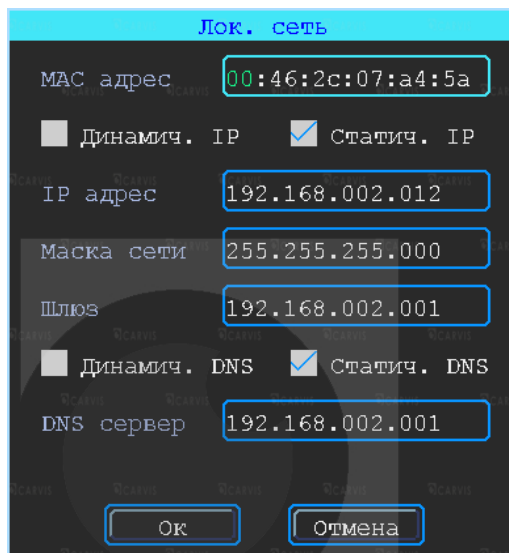 Лок. сеть
MAC адрес 00:46:2c:07:a4:5a
Динамич. IP Статич. IP
IP адрес 192.168.002.012
Маска сети 255.255.255.000
Шлюз 192.168.002.001
Динамич. DNS Статич. DNS
DNS сервер 192.168.002.001
Ок Отмена
CARVIS